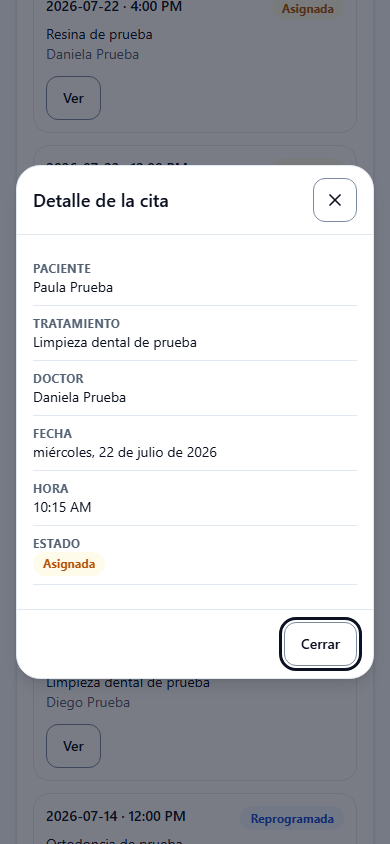 2026-07-22 · 4:00 PM
Asignada
Resina de prueba
Daniela Prueba
Ver
Detalle de la cita
PACIENTE
Paula Prueba
TRATAMIENTO
Limpieza dental de prueba
DOCTOR
Daniela Prueba
FECHA
miércoles, 22 de julio de 2026
HORA
10:15 AM
ESTADO
Asignada
Cerrar
Limpieza dental de prueba
Diego Prueba
Ver
2026-07-14 · 12:00 PM
Reprogramada
Ortodoncia de prueba